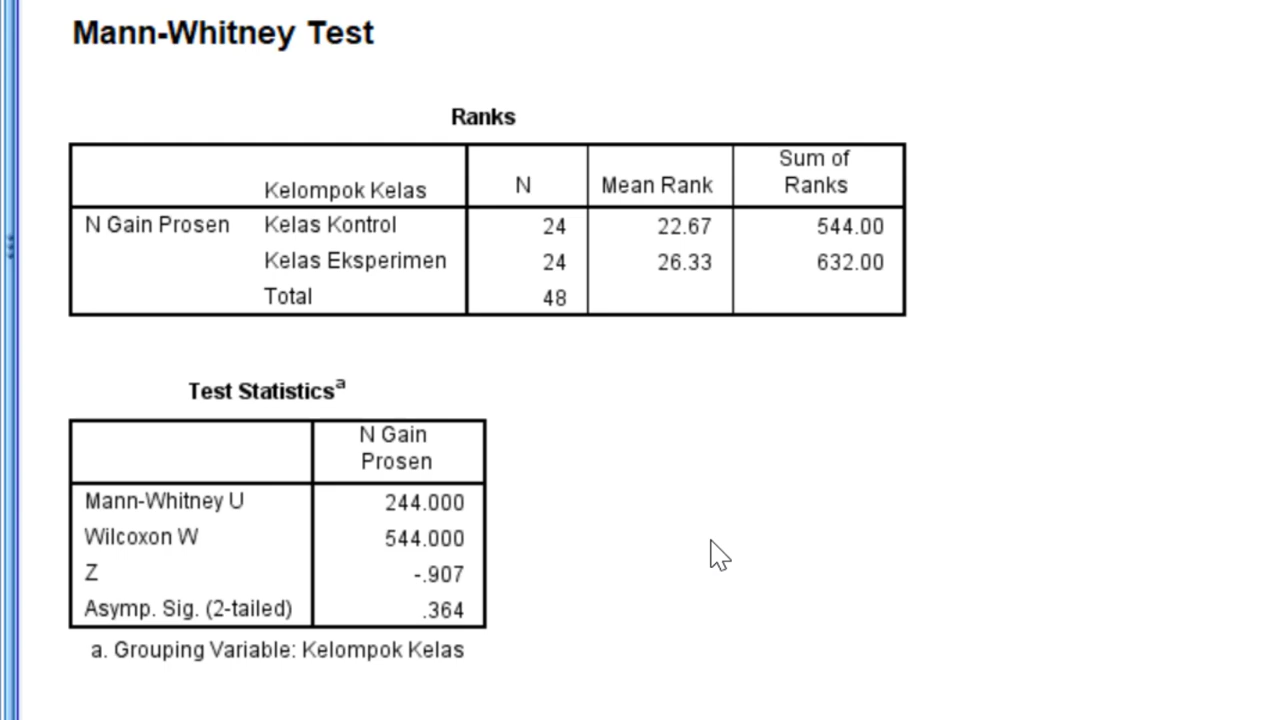 Mann-Whitney Test
Ranks
Kelompok Kelas N Mean Rank Sum of Ranks
N Gain Prosen Kelas Kontrol 24 22.67 544.00
Kelas Eksperimen 24 26.33 632.00
Total 48
Test Statisticsa
N Gain
Prosen
Mann-Whitney U 244.000
Wilcoxon W 544.000
Z -.907
Asymp. Sig. (2-tailed) .364
a. Grouping Variable: Kelompok Kelas